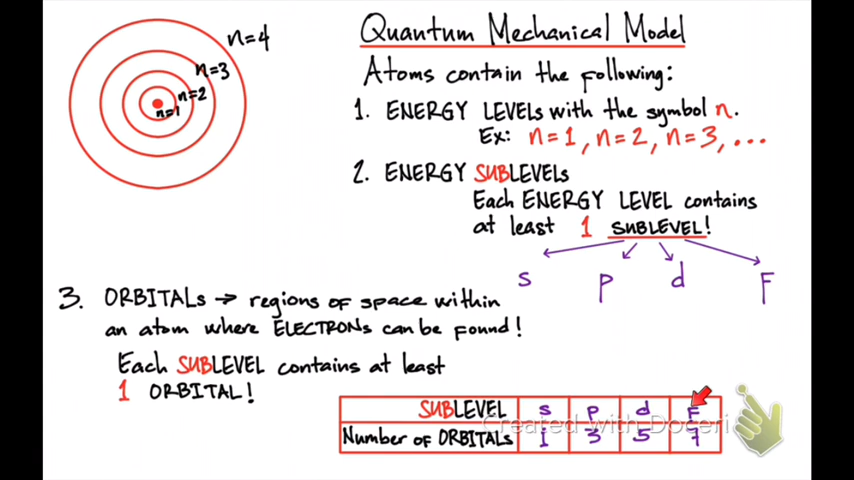 n=4
n=3
n=2
n=1
Quantum Mechanical Model
Atoms contain the following:
1. ENERGY LEVELs with the symbol n.
Ex: n=1, n=2, n=3, ...
2. ENERGY SUBLEVELs
Each ENERGY LEVEL contains
at least 1 SUBLEVEL!
s p d F
3. ORBITALs → regions of space within
an atom where ELECTRONs can be found!
Each SUBLEVEL contains at least
1 ORBITAL!
SUBLEVEL s p d F
Number of ORBITALs 1 3 5 7
Created with Doceri